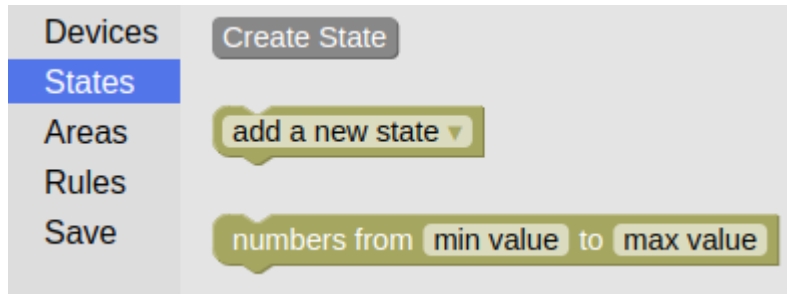 Devices
States
Areas
Rules
Save
Create State
add a new state ▾
numbers from min value to max value